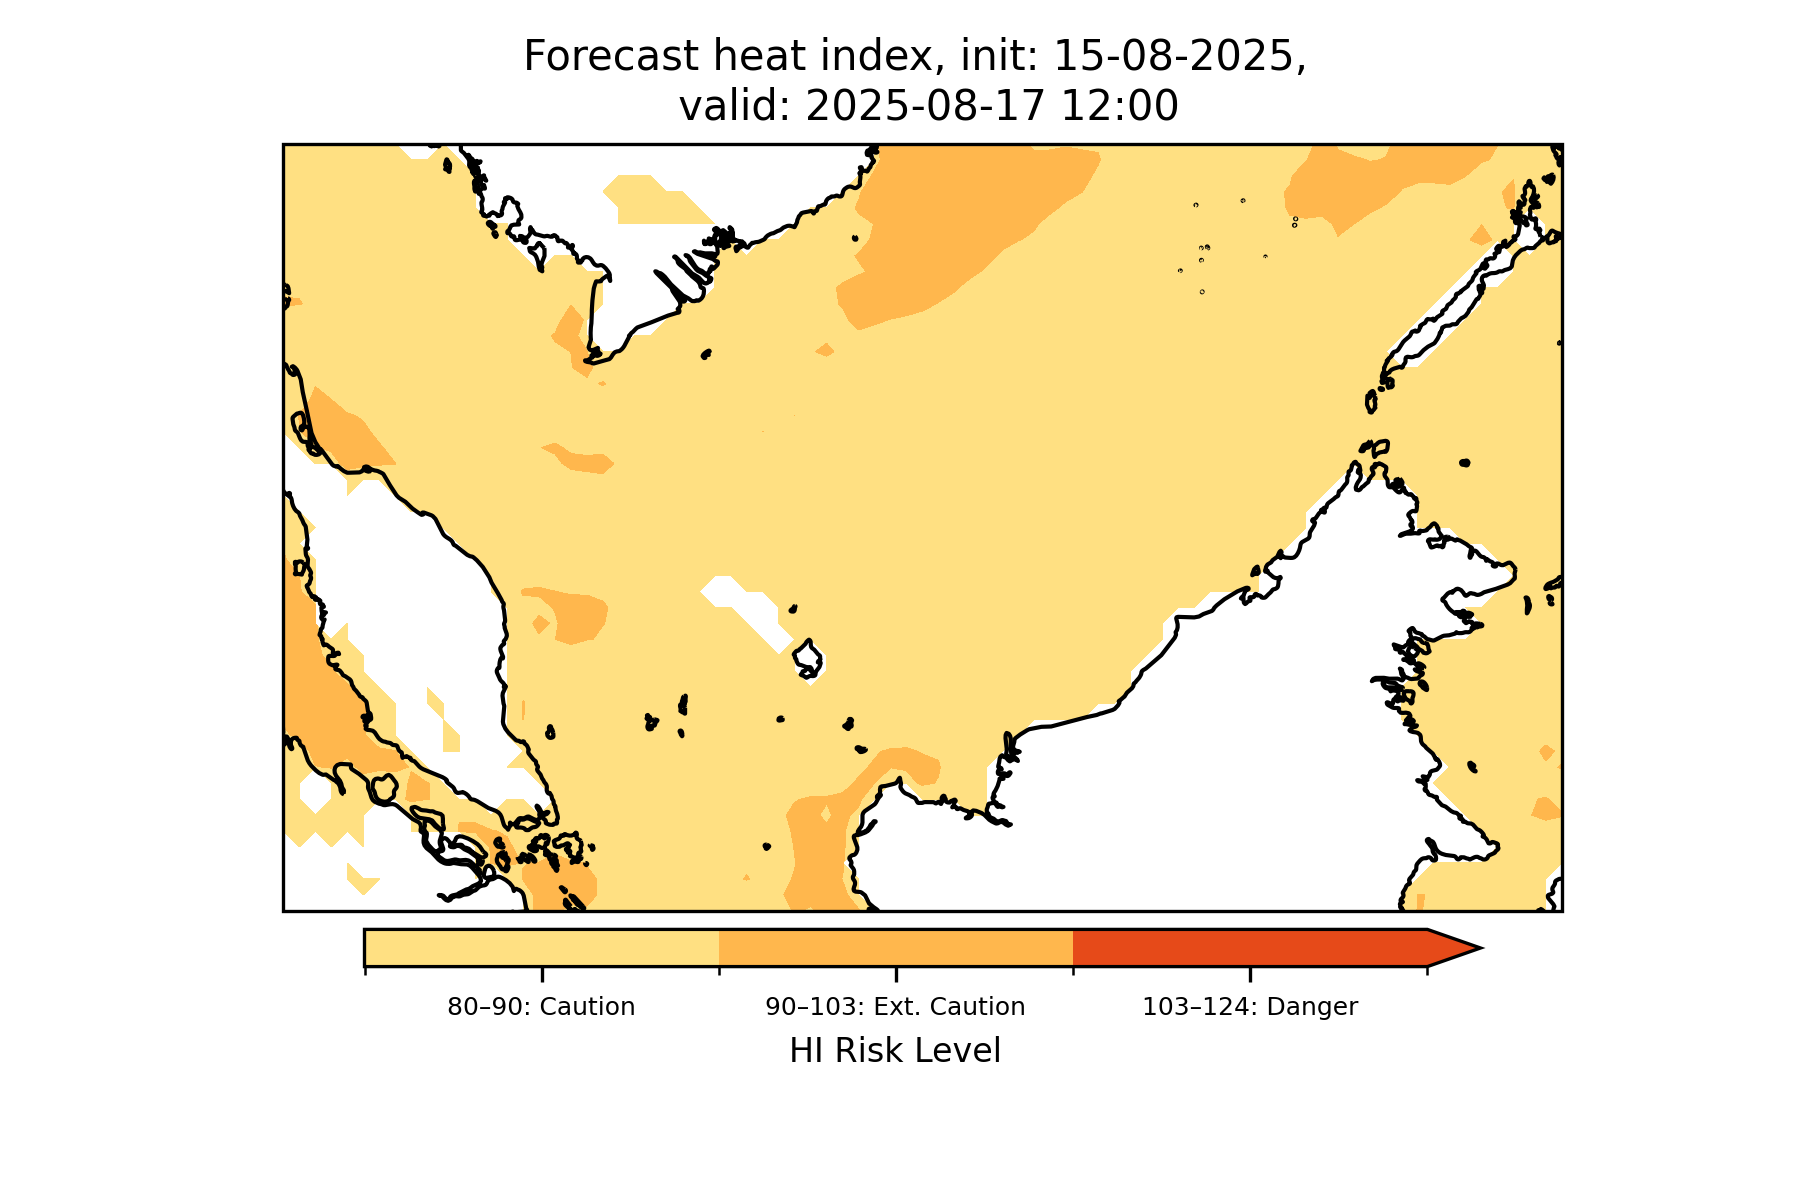 Forecast heat index, init: 15-08-2025,
valid: 2025-08-17 12:00
80–90: Caution
90–103: Ext. Caution
103–124: Danger
HI Risk Level